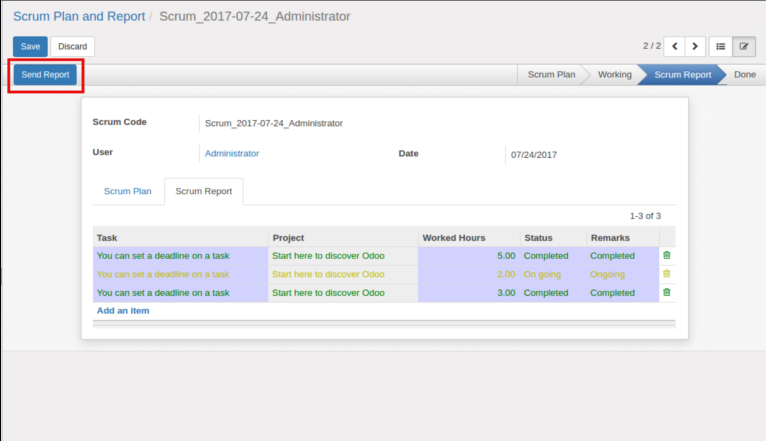 Scrum Plan and Report / Scrum_2017-07-24_Administrator
Save Discard 2 / 2
Send Report Scrum Plan Working Scrum Report Done
Scrum Code Scrum_2017-07-24_Administrator
User Administrator Date 07/24/2017
Scrum Plan Scrum Report
1-3 of 3
Task Project Worked Hours Status Remarks
You can set a deadline on a task Start here to discover Odoo 5.00 Completed Completed
You can set a deadline on a task Start here to discover Odoo 2.00 On going Ongoing
You can set a deadline on a task Start here to discover Odoo 3.00 Completed Completed
Add an item